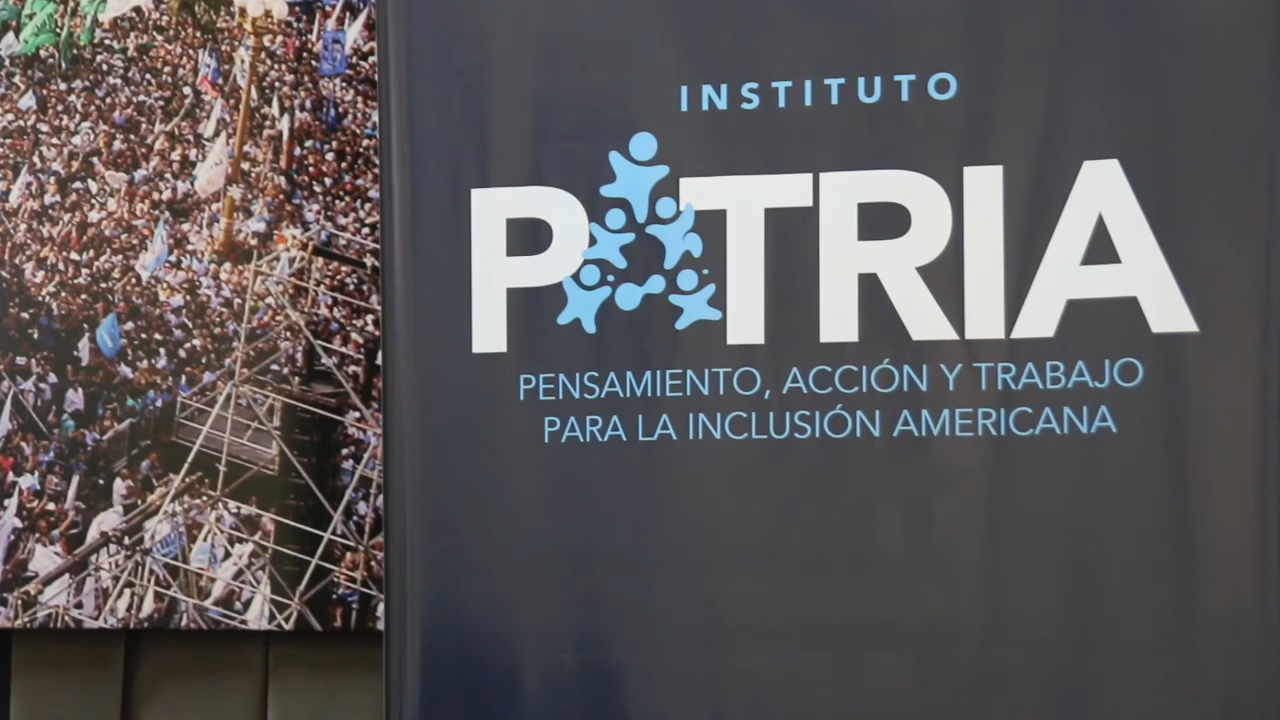 INSTITUTO
PATRIA
PENSAMIENTO, ACCIÓN Y TRABAJO
PARA LA INCLUSIÓN AMERICANA